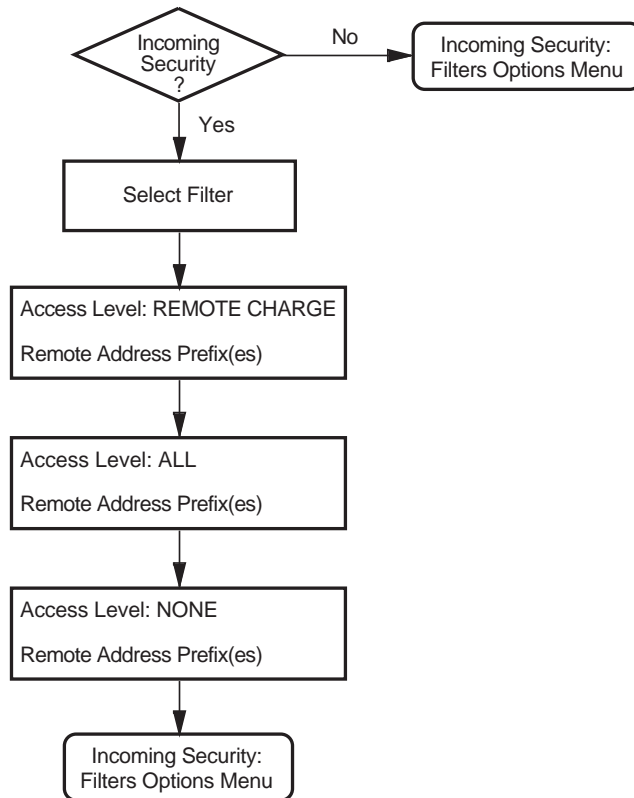 Incoming
Security
?
No
Incoming Security:
Filters Options Menu
Yes
Select Filter
Access Level: REMOTE CHARGE
Remote Address Prefix(es)
Access Level: ALL
Remote Address Prefix(es)
Access Level: NONE
Remote Address Prefix(es)
Incoming Security:
Filters Options Menu